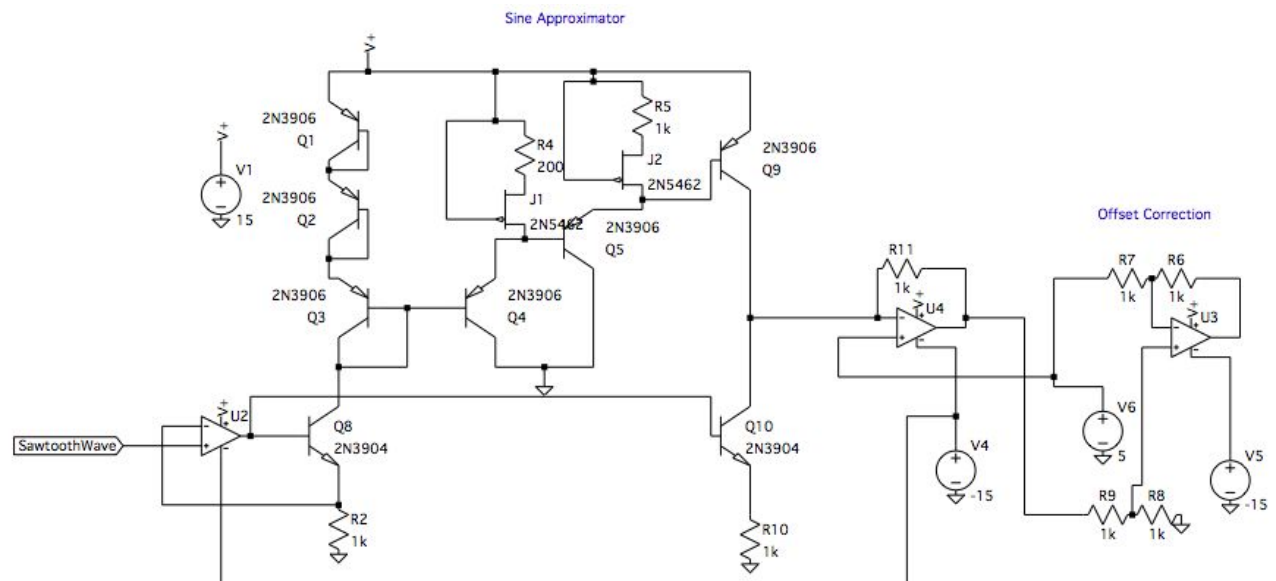 Sine Approximator
V+
2N3906
Q1
V+
V1
15
2N3906
Q2
R4
200
J1
2N5462
R5
1k
J2
2N5462
2N3906
Q9
2N3906
Q5
2N3906
Q3
2N3906
Q4
Offset Correction
R11
1k
V+
U4
R7
1k
R6
1k
V+
U3
V+
U2
SawtoothWave
Q8
2N3904
R2
1k
Q10
2N3904
R10
1k
V4
-15
V6
5
V5
-15
R9
1k
R8
1k